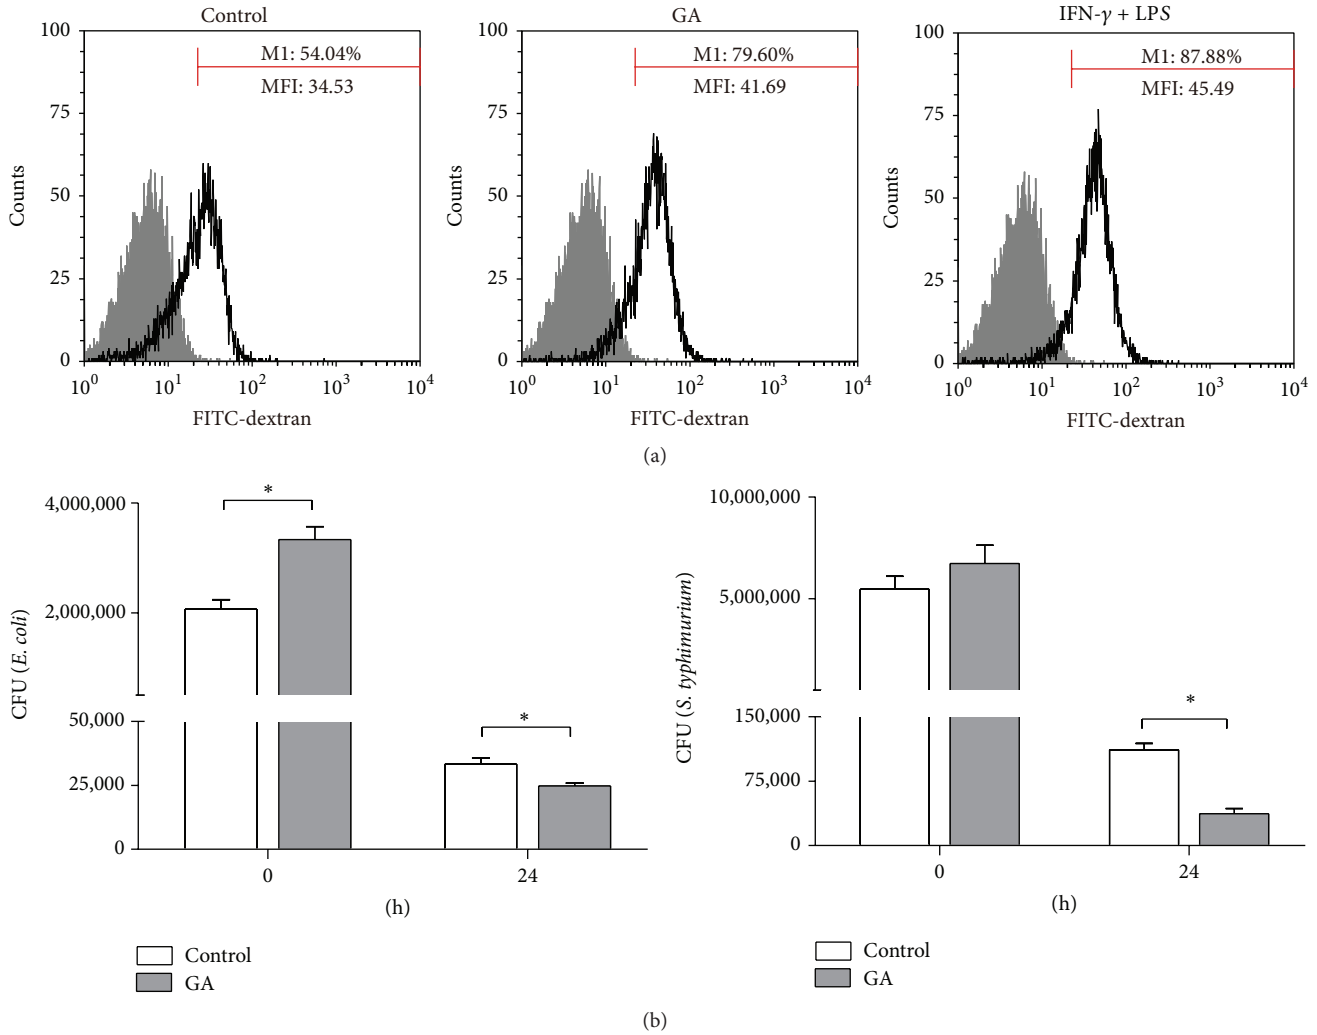 Control
100
75
50
25
0
Counts
M1: 54.04%
MFI: 34.53
10^0 10^1 10^2 10^3 10^4
FITC-dextran
GA
100
75
50
25
0
Counts
M1: 79.60%
MFI: 41.69
10^0 10^1 10^2 10^3 10^4
FITC-dextran
IFN-γ + LPS
100
75
50
25
0
Counts
M1: 87.88%
MFI: 45.49
10^0 10^1 10^2 10^3 10^4
FITC-dextran
(a)
4,000,000
2,000,000
50,000
25,000
0
CFU (E. coli)
*
*
0 24
(h)
Control
GA
10,000,000
5,000,000
150,000
75,000
0
CFU (S. typhimurium)
*
0 24
(h)
Control
GA
(b)